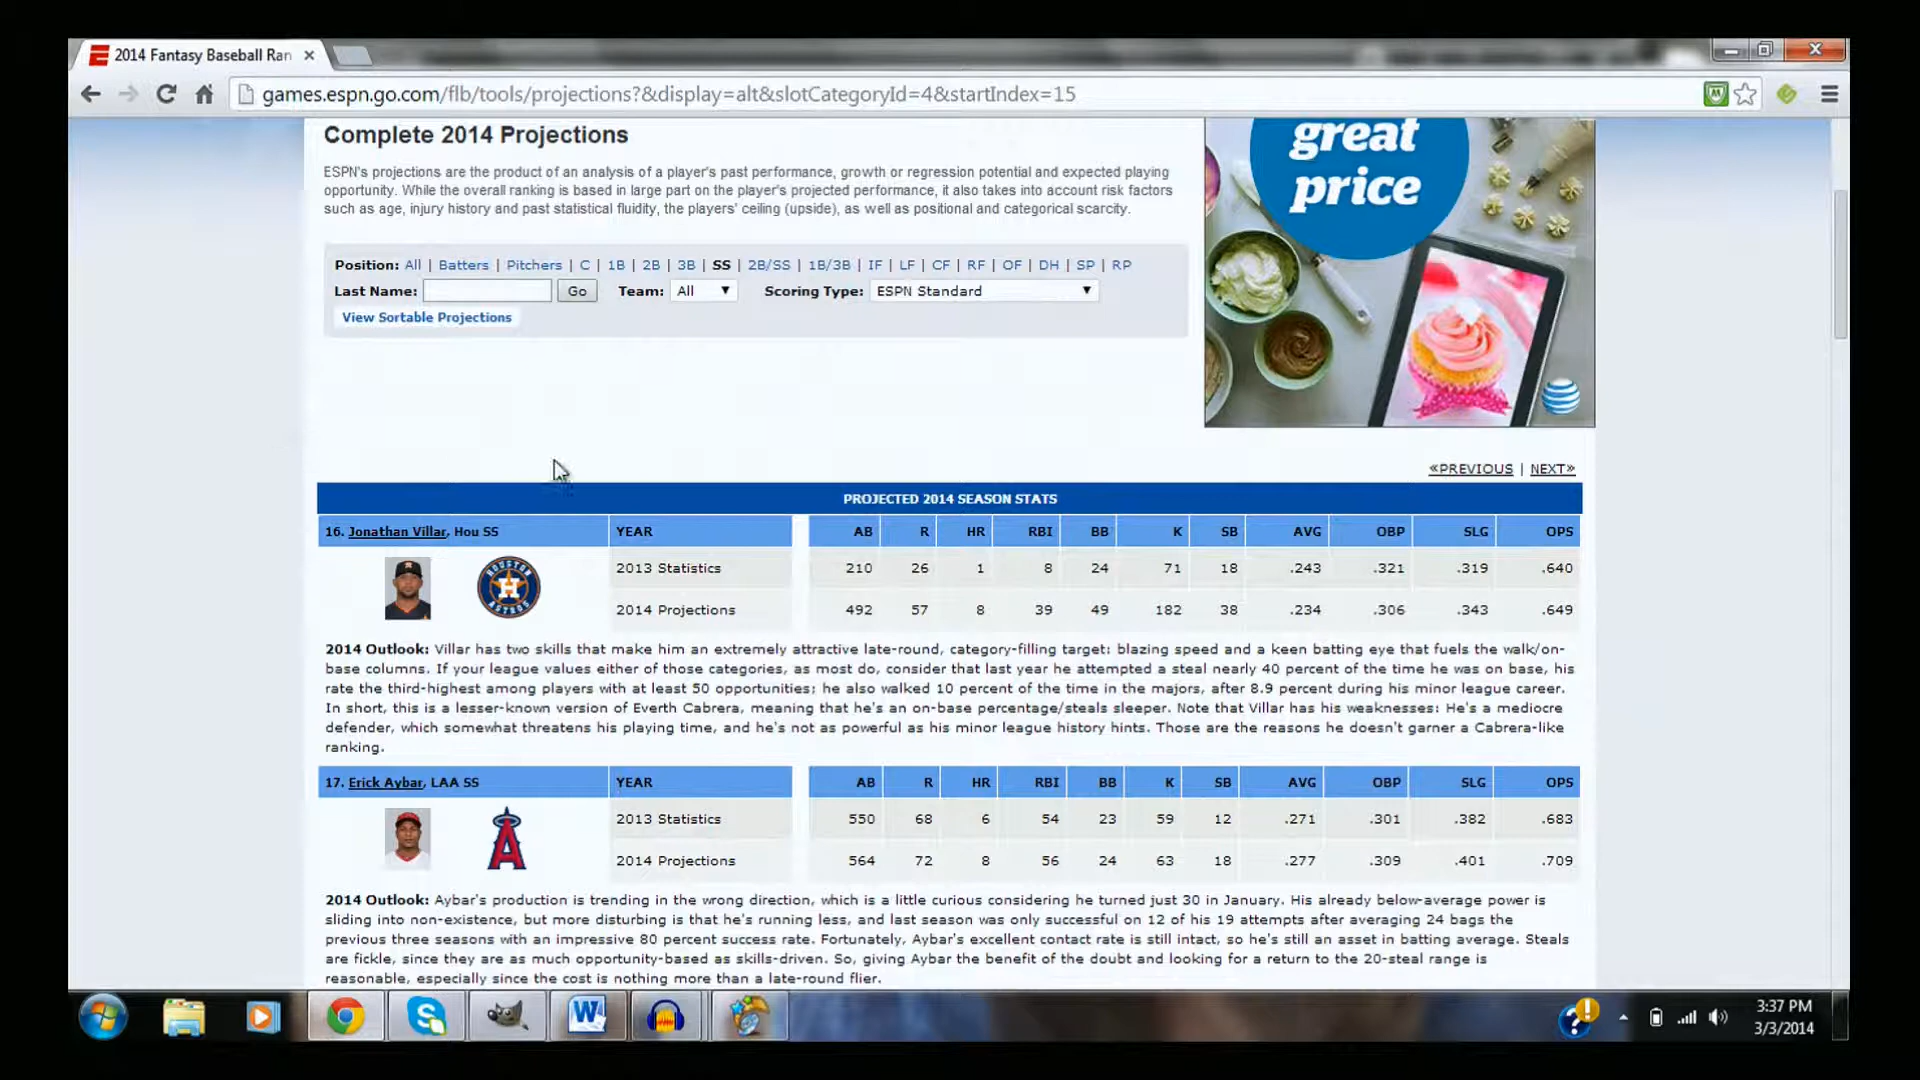 2014 Fantasy Baseball Ran
games.espn.go.com/flb/tools/projections?&display=alt&slotCategoryId=4&startIndex=15
Complete 2014 Projections
ESPN's projections are the product of an analysis of a player's past performance, growth or regression potential and expected playing
opportunity. While the overall ranking is based in large part on the player's projected performance, it also takes into account risk factors
such as age, injury history and past statistical fluidity, the players' ceiling (upside), as well as positional and categorical scarcity.
great
price
Position: All | Batters | Pitchers | C | 1B | 2B | 3B | SS | 2B/SS | 1B/3B | IF | LF | CF | RF | OF | DH | SP | RP
Last Name: Go Team: All Scoring Type: ESPN Standard
View Sortable Projections
«PREVIOUS | NEXT»
PROJECTED 2014 SEASON STATS
16. Jonathan Villar, Hou SS YEAR AB R HR RBI BB K SB AVG OBP SLG OPS
HOUSTON
H
ASTROS
2013 Statistics 210 26 1 8 24 71 18 .243 .321 .319 .640
2014 Projections 492 57 8 39 49 182 38 .234 .306 .343 .649
2014 Outlook: Villar has two skills that make him an extremely attractive late-round, category-filling target: blazing speed and a keen batting eye that fuels the walk/on-
base columns. If your league values either of those categories, as most do, consider that last year he attempted a steal nearly 40 percent of the time he was on base, his
rate the third-highest among players with at least 50 opportunities; he also walked 10 percent of the time in the majors, after 8.9 percent during his minor league career.
In short, this is a lesser-known version of Everth Cabrera, meaning that he's an on-base percentage/steals sleeper. Note that Villar has his weaknesses: He's a mediocre
defender, which somewhat threatens his playing time, and he's not as powerful as his minor league history hints. Those are the reasons he doesn't garner a Cabrera-like
ranking.
17. Erick Aybar, LAA SS YEAR AB R HR RBI BB K SB AVG OBP SLG OPS
A
2013 Statistics 550 68 6 54 23 59 12 .271 .301 .382 .683
2014 Projections 564 72 8 56 24 63 18 .277 .309 .401 .709
2014 Outlook: Aybar's production is trending in the wrong direction, which is a little curious considering he turned just 30 in January. His already below-average power is
sliding into non-existence, but more disturbing is that he's running less, and last season was only successful on 12 of his 19 attempts after averaging 24 bags the
previous three seasons with an impressive 80 percent success rate. Fortunately, Aybar's excellent contact rate is still intact, so he's still an asset in batting average. Steals
are fickle, since they are as much opportunity-based as skills-driven. So, giving Aybar the benefit of the doubt and looking for a return to the 20-steal range is
reasonable, especially since the cost is nothing more than a late-round flier.
3:37 PM
3/3/2014